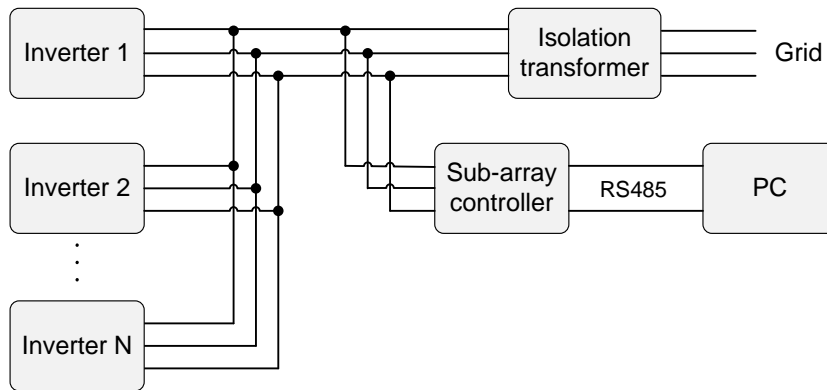 Inverter 1
Isolation
transformer
Grid
Inverter 2
Sub-array
controller
RS485
PC
Inverter N